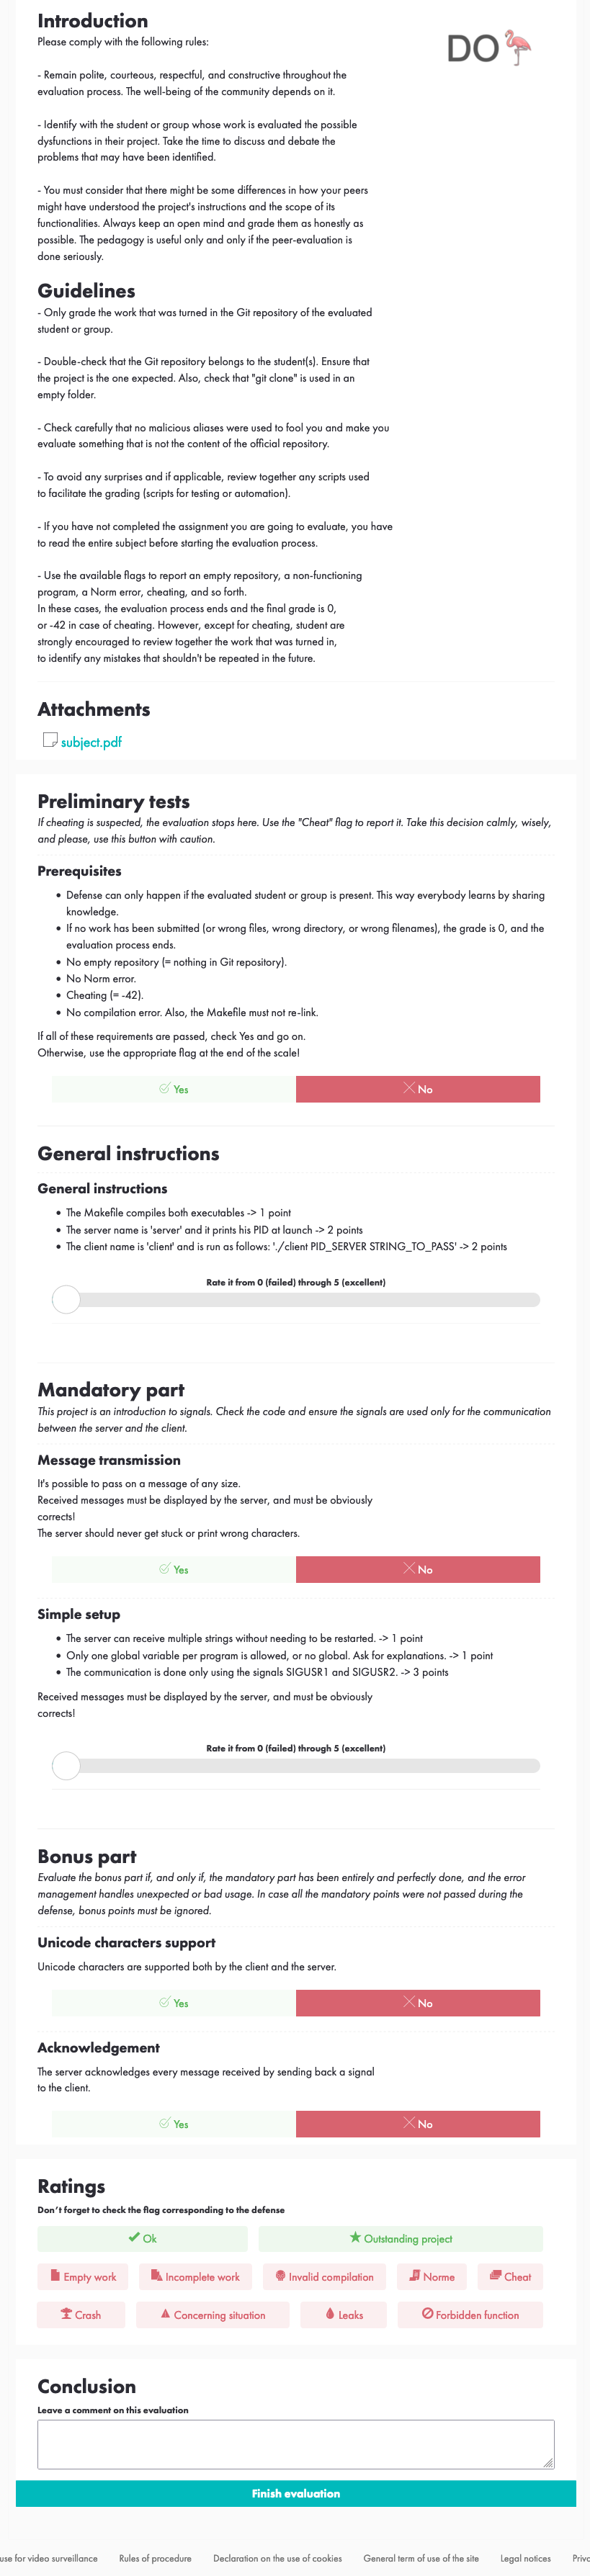 Introduction
DO
Please comply with the following rules:
- Remain polite, courteous, respectful, and constructive throughout the
evaluation process. The well-being of the community depends on it.
- Identify with the student or group whose work is evaluated the possible
dysfunctions in their project. Take the time to discuss and debate the
problems that may have been identified.
- You must consider that there might be some differences in how your peers
might have understood the project's instructions and the scope of its
functionalities. Always keep an open mind and grade them as honestly as
possible. The pedagogy is useful only and only if the peer-evaluation is
done seriously.
Guidelines
- Only grade the work that was turned in the Git repository of the evaluated
student or group.
- Double-check that the Git repository belongs to the student(s). Ensure that
the project is the one expected. Also, check that "git clone" is used in an
empty folder.
- Check carefully that no malicious aliases were used to fool you and make you
evaluate something that is not the content of the official repository.
- To avoid any surprises and if applicable, review together any scripts used
to facilitate the grading (scripts for testing or automation).
- If you have not completed the assignment you are going to evaluate, you have
to read the entire subject before starting the evaluation process.
- Use the available flags to report an empty repository, a non-functioning
program, a Norm error, cheating, and so forth.
In these cases, the evaluation process ends and the final grade is 0,
or -42 in case of cheating. However, except for cheating, student are
strongly encouraged to review together the work that was turned in,
to identify any mistakes that shouldn't be repeated in the future.
Attachments
subject.pdf
Preliminary tests
If cheating is suspected, the evaluation stops here. Use the "Cheat" flag to report it. Take this decision calmly, wisely,
and please, use this button with caution.
Prerequisites
• Defense can only happen if the evaluated student or group is present. This way everybody learns by sharing
knowledge.
• If no work has been submitted (or wrong files, wrong directory, or wrong filenames), the grade is 0, and the
evaluation process ends.
• No empty repository (= nothing in Git repository).
• No Norm error.
• Cheating (= -42).
• No compilation error. Also, the Makefile must not re-link.
If all of these requirements are passed, check Yes and go on.
Otherwise, use the appropriate flag at the end of the scale!
Yes No
General instructions
General instructions
• The Makefile compiles both executables -> 1 point
• The server name is 'server' and it prints his PID at launch -> 2 points
• The client name is 'client' and is run as follows: './client PID_SERVER STRING_TO_PASS' -> 2 points
Rate it from 0 (failed) through 5 (excellent)
Mandatory part
This project is an introduction to signals. Check the code and ensure the signals are used only for the communication
between the server and the client.
Message transmission
It's possible to pass on a message of any size.
Received messages must be displayed by the server, and must be obviously
corrects!
The server should never get stuck or print wrong characters.
Yes No
Simple setup
• The server can receive multiple strings without needing to be restarted. -> 1 point
• Only one global variable per program is allowed, or no global. Ask for explanations. -> 1 point
• The communication is done only using the signals SIGUSR1 and SIGUSR2. -> 3 points
Received messages must be displayed by the server, and must be obviously
corrects!
Rate it from 0 (failed) through 5 (excellent)
Bonus part
Evaluate the bonus part if, and only if, the mandatory part has been entirely and perfectly done, and the error
management handles unexpected or bad usage. In case all the mandatory points were not passed during the
defense, bonus points must be ignored.
Unicode characters support
Unicode characters are supported both by the client and the server.
Yes No
Acknowledgement
The server acknowledges every message received by sending back a signal
to the client.
Yes No
Ratings
Don't forget to check the flag corresponding to the defense
Ok Outstanding project
Empty work Incomplete work Invalid compilation Norme Cheat
Crash Concerning situation Leaks Forbidden function
Conclusion
Leave a comment on this evaluation
Finish evaluation
use for video surveillance Rules of procedure Declaration on the use of cookies General term of use of the site Legal notices